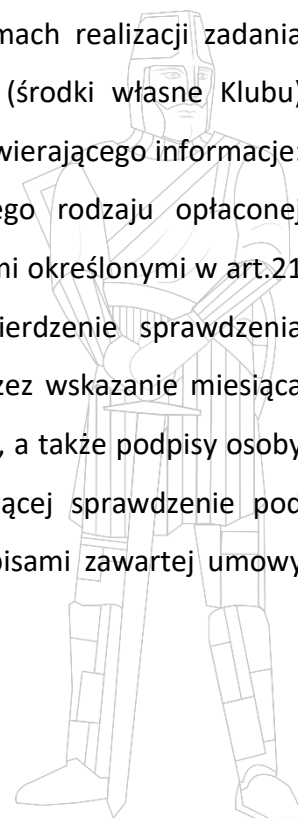 mach realizacji zadania
(środki własne Klubu)
wierającego informacje:
ego rodzaju opłaconej
mi określonymi w art.21
ierdzenie sprawdzenia
zez wskazanie miesiąca
, a także podpisy osoby
ącej sprawdzenie pod
pisami zawartej umowy